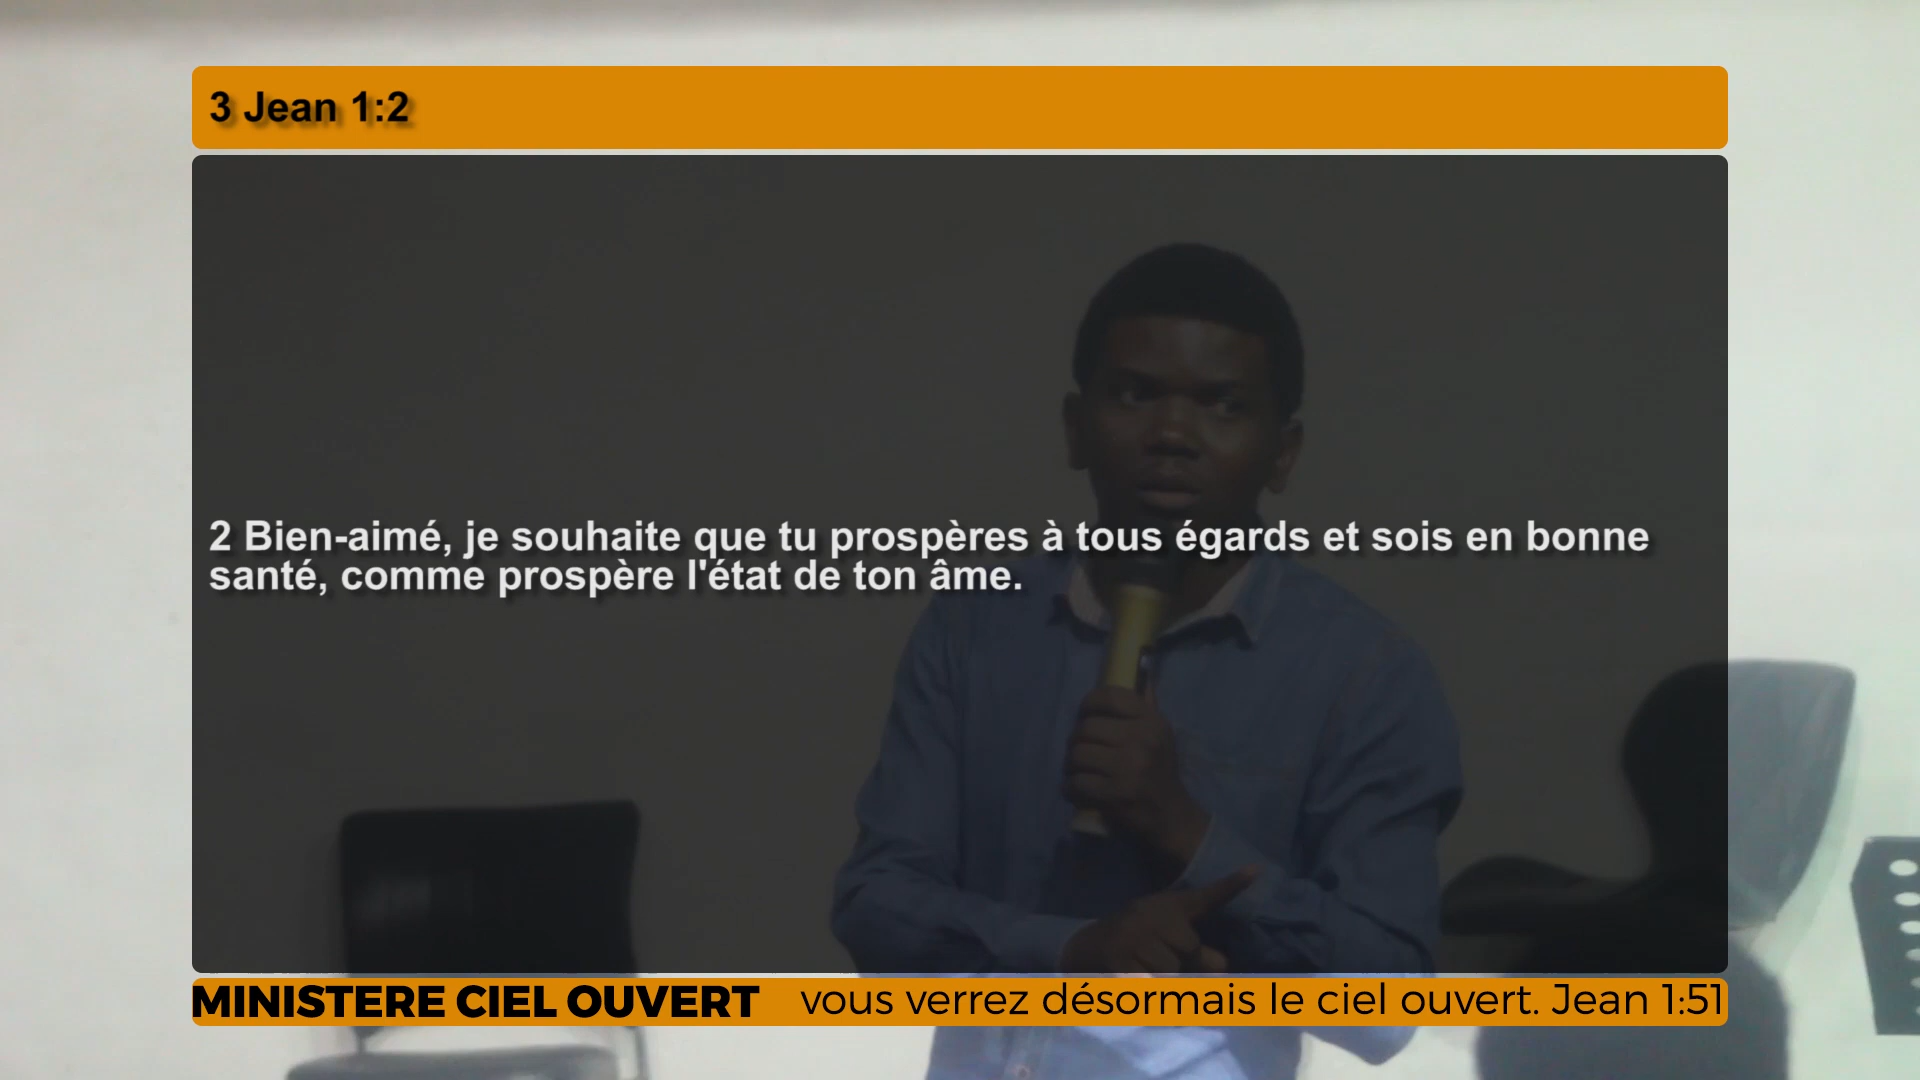 3 Jean 1:2
2 Bien-aimé, je souhaite que tu prospères à tous égards et sois en bonne
santé, comme prospère l'état de ton âme.
MINISTERE CIEL OUVERT vous verrez désormais le ciel ouvert. Jean 1:51